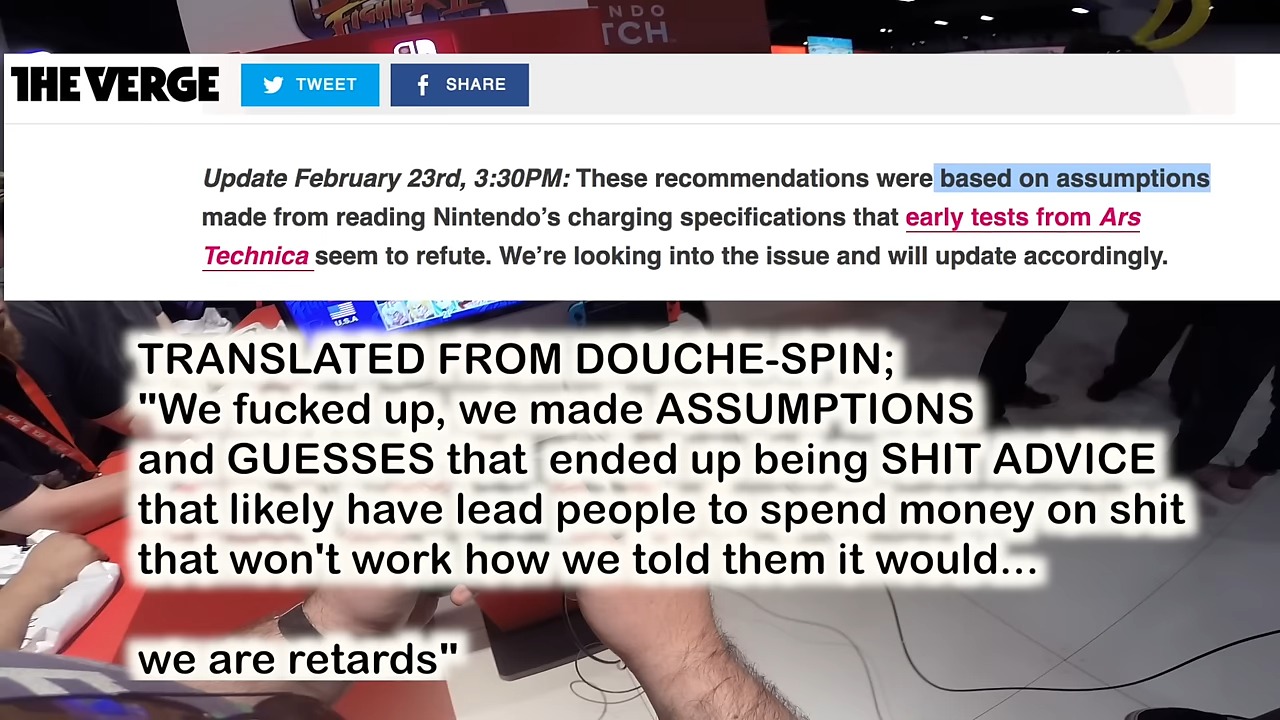 FIGHTER II
NDO
TCH
THE VERGE
TWEET
SHARE
Update February 23rd, 3:30PM: These recommendations were based on assumptions
made from reading Nintendo’s charging specifications that early tests from Ars
Technica seem to refute. We’re looking into the issue and will update accordingly.
U.S.A
TRANSLATED FROM DOUCHE-SPIN;
"We fucked up, we made ASSUMPTIONS
and GUESSES that  ended up being SHIT ADVICE
that likely have lead people to spend money on shit
that won't work how we told them it would...
we are retards"